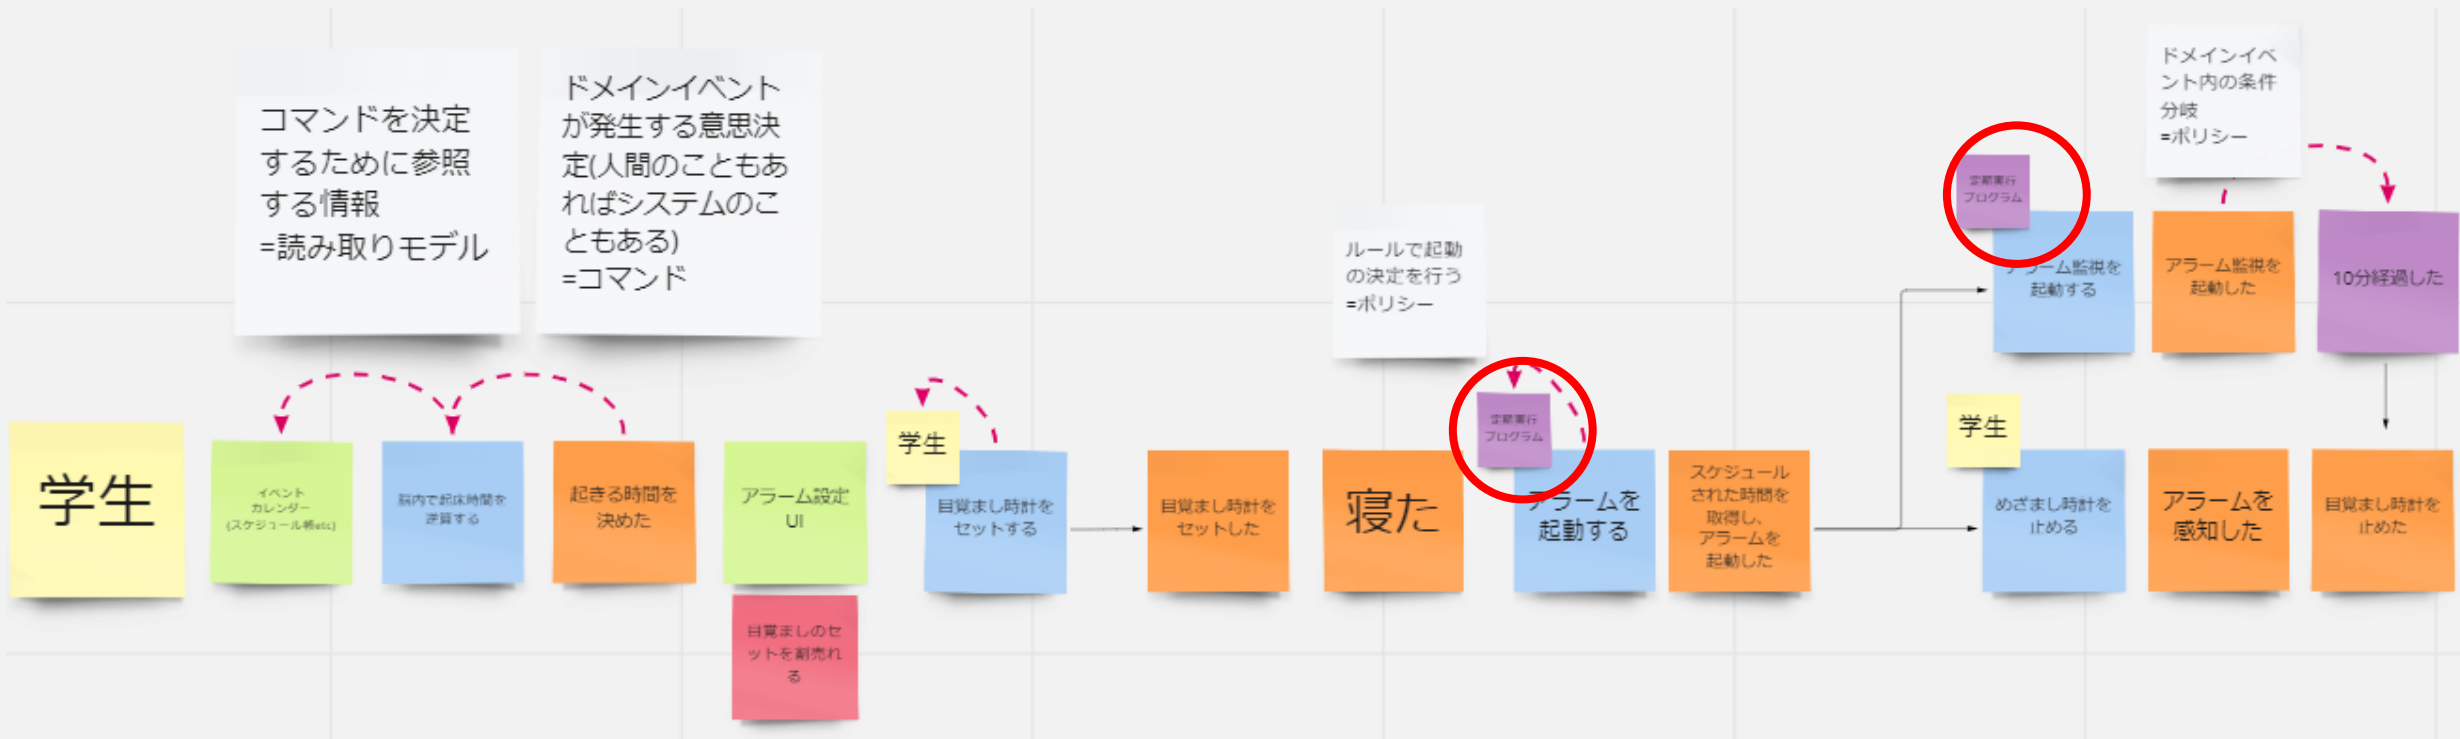 コマンドを決定
するために参照
する情報
=読み取りモデル
ドメインイベント
が発生する意思決
定(人間のこともあ
ればシステムのこ
ともある)
=コマンド
ルールで起動
の決定を行う
=ポリシー
ドメインイベ
ント内の条件
分岐
=ポリシー
定期実行
プログラム
アラーム監視を
起動する
アラーム監視を
起動した
10分経過した
学生
イベント
カレンダー
(スケジュール帳etc)
脳内で起床時間を
逆算する
起きる時間を
決めた
アラーム設定
UI
目覚ましのセ
ットを割売れ
る
学生
目覚まし時計を
セットする
目覚まし時計を
セットした
寝た
定期実行
プログラム
アラームを
起動する
スケジュール
された時間を
取得し、
アラームを
起動した
学生
めざまし時計を
止める
アラームを
感知した
目覚まし時計を
止めた